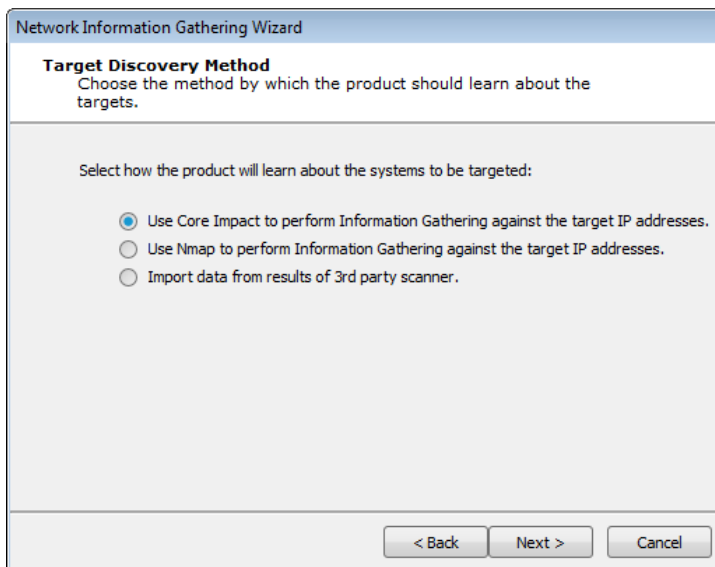 Network Information Gathering Wizard
Target Discovery Method
Choose the method by which the product should learn about the
targets.
Select how the product will learn about the systems to be targeted:
Use Core Impact to perform Information Gathering against the target IP addresses.
Use Nmap to perform Information Gathering against the target IP addresses.
Import data from results of 3rd party scanner.
< Back
Next >
Cancel